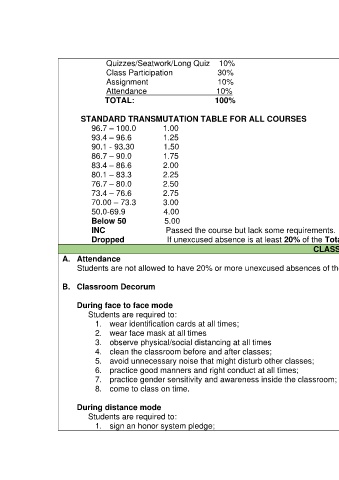 Quizzes/Seatwork/Long Quiz 10%
Class Participation 30%
Assignment 10%
Attendance 10%
TOTAL: 100%
STANDARD TRANSMUTATION TABLE FOR ALL COURSES
96.7 – 100.0 1.00
93.4 – 96.6 1.25
90.1 - 93.30 1.50
86.7 – 90.0 1.75
83.4 – 86.6 2.00
80.1 – 83.3 2.25
76.7 – 80.0 2.50
73.4 – 76.6 2.75
70.00 – 73.3 3.00
50.0-69.9 4.00
Below 50 5.00
INC Passed the course but lack some requirements.
Dropped If unexcused absence is at least 20% of the Tota
CLASS
A. Attendance
Students are not allowed to have 20% or more unexcused absences of th
B. Classroom Decorum
During face to face mode
Students are required to:
1. wear identification cards at all times;
2. wear face mask at all times
3. observe physical/social distancing at all times
4. clean the classroom before and after classes;
5. avoid unnecessary noise that might disturb other classes;
6. practice good manners and right conduct at all times;
7. practice gender sensitivity and awareness inside the classroom;
8. come to class on time.
During distance mode
Students are required to:
1. sign an honor system pledge;